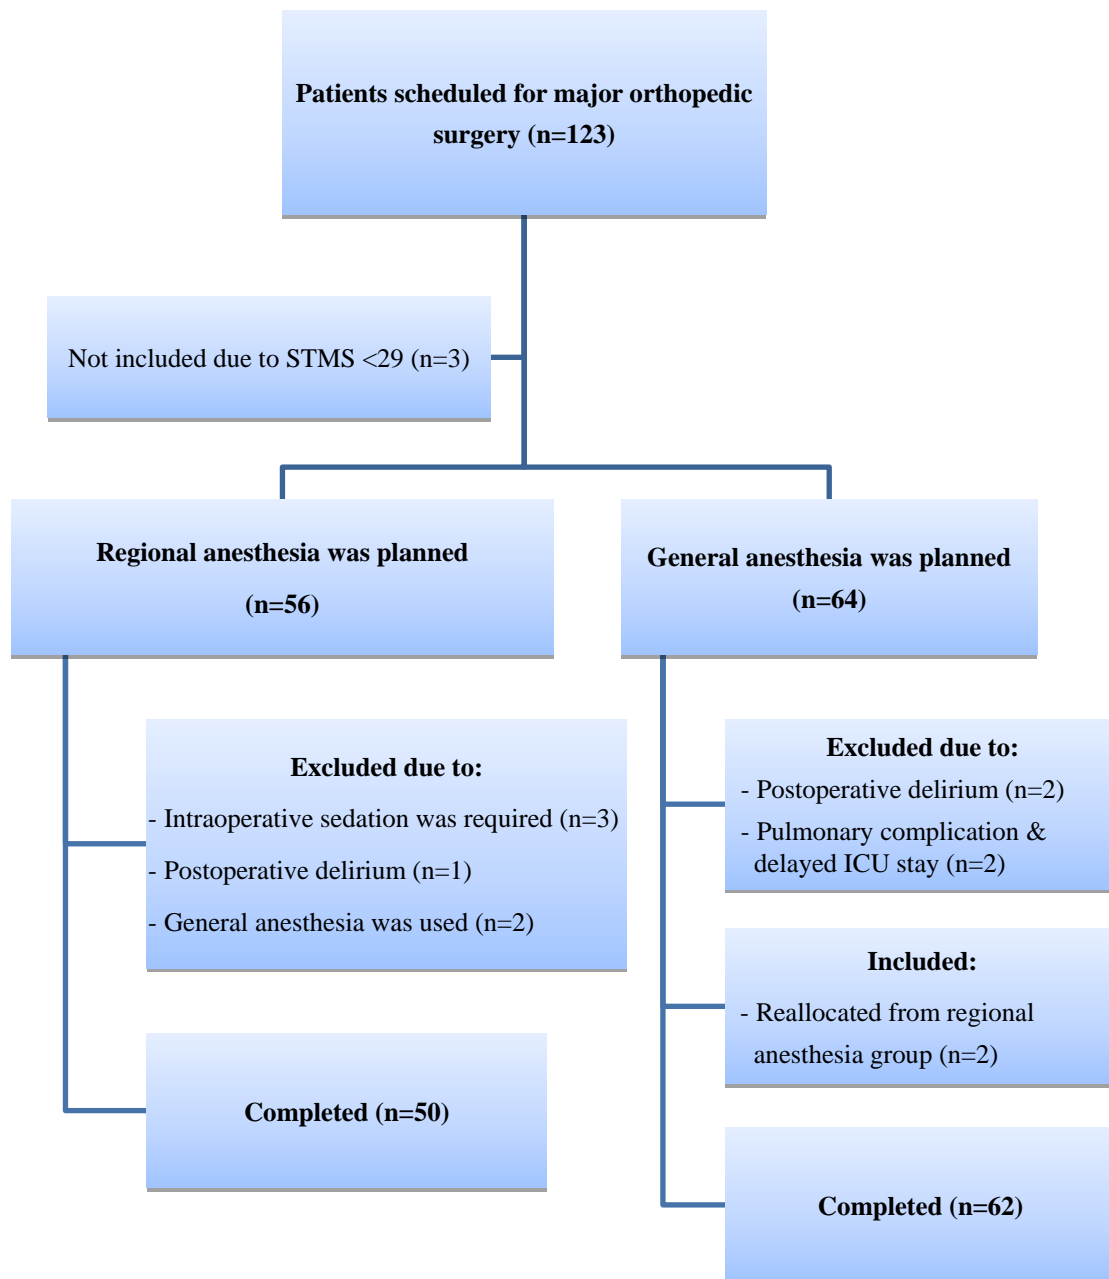 Patients scheduled for major orthopedic
surgery (n=123)
Not included due to STMS <29 (n=3)
Regional anesthesia was planned
(n=56)
General anesthesia was planned
(n=64)
Excluded due to:
- Intraoperative sedation was required (n=3)
- Postoperative delirium (n=1)
- General anesthesia was used (n=2)
Excluded due to:
- Postoperative delirium (n=2)
- Pulmonary complication &
delayed ICU stay (n=2)
Included:
- Reallocated from regional
anesthesia group (n=2)
Completed (n=50)
Completed (n=62)